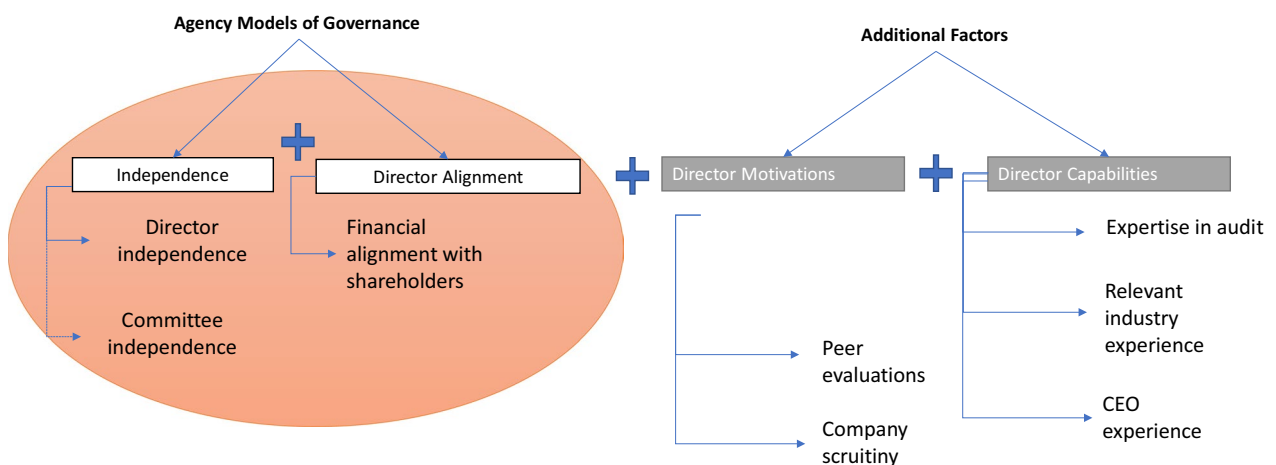 Agency Models of Governance
Additional Factors
Independence
Director Alignment
Director Motivations
Director Capabilities
Director
independence
Committee
independence
Financial
alignment with
shareholders
Peer
evaluations
Company
scruitiny
Expertise in audit
Relevant
industry
experience
CEO
experience